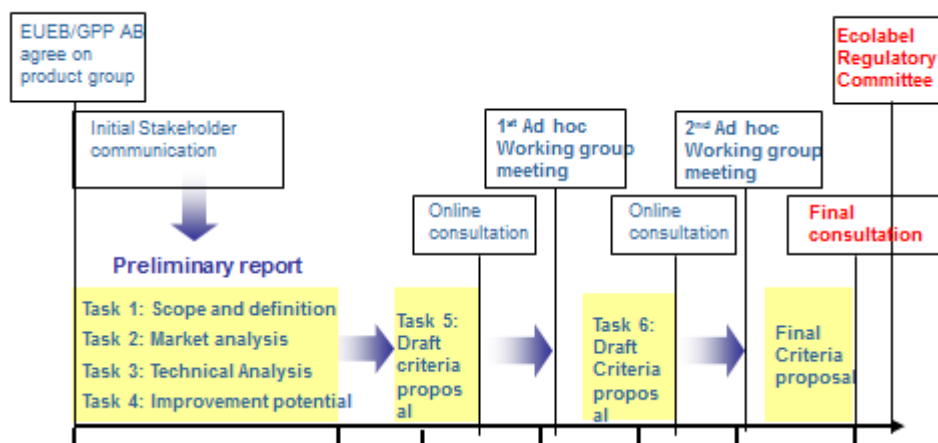 EUEB/GPP AB
agree on
product group
Ecolabel
Regulatory
Committee
Initial Stakeholder
communication
1st Ad hoc
Working group
meeting
2nd Ad hoc
Working group
meeting
Online
consultation
Online
consultation
Final
consultation
Preliminary report
Task 1: Scope and definition
Task 2: Market analysis
Task 3: Technical Analysis
Task 4: Improvement potential
Task 5:
Draft
criteria
propos
al
Task 6:
Draft
Criteria
propos
al
Final
Criteria
proposal